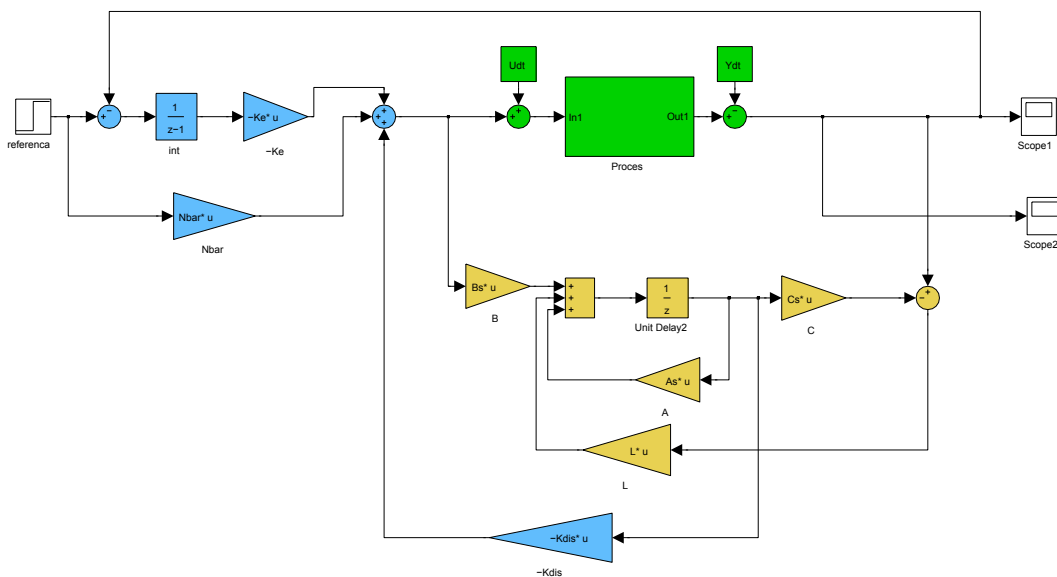 Udt
Ydt
referenca
+
−
1
z−1
int
−Ke* u
−Ke
+
+
+
+
+
In1
Out1
Proces
−
+
Scope1
Nbar* u
Nbar
Scope2
Bs* u
B
+
+
+
1
z
Unit Delay2
Cs* u
C
+
−
As* u
A
L* u
L
−Kdis* u
−Kdis